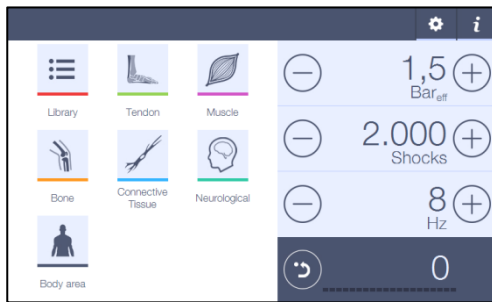 i
Library
Tendon
Muscle
Bone
Connective
Tissue
Neurological
Body area
1,5
Bar eff
2.000
Shocks
8
Hz
0